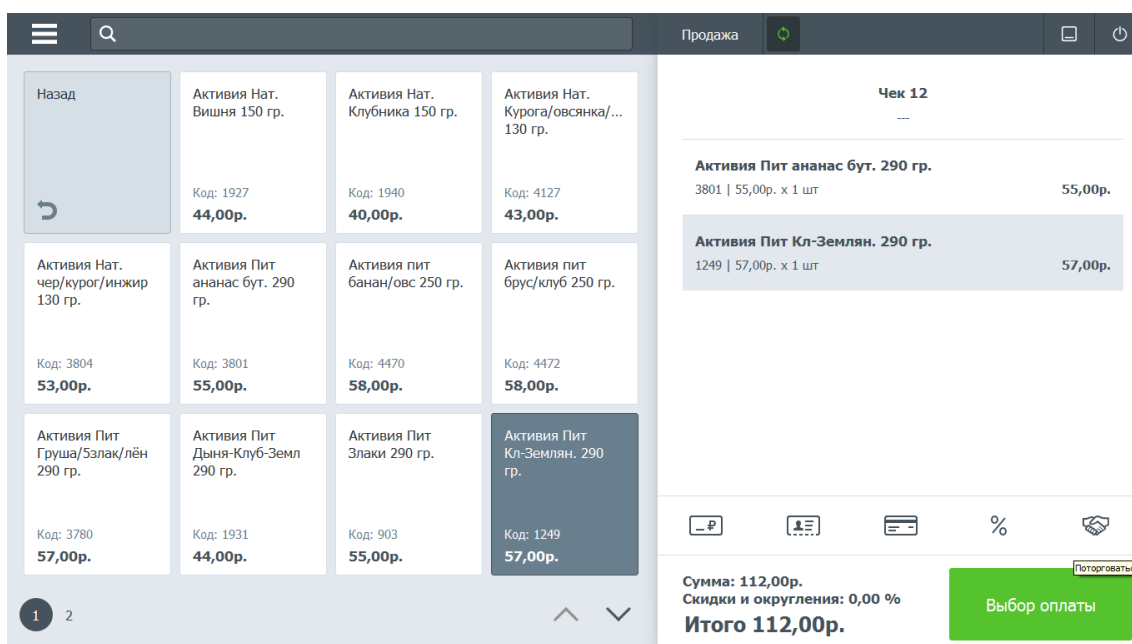 Продажа
Назад
Активия Нат.
Вишня 150 гр.
Код: 1927
44,00р.
Активия Нат.
Клубника 150 гр.
Код: 1940
40,00р.
Активия Нат.
Курога/овсянка/...
130 гр.
Код: 4127
43,00р.
Активия Нат.
чер/курог/инжир
130 гр.
Код: 3804
53,00р.
Активия Пит
ананас бут. 290
гр.
Код: 3801
55,00р.
Активия пит
банан/овс 250 гр.
Код: 4470
58,00р.
Активия пит
брус/клуб 250 гр.
Код: 4472
58,00р.
Активия Пит
Груша/5злак/лён
290 гр.
Код: 3780
57,00р.
Активия Пит
Дыня-Клуб-Земл
290 гр.
Код: 1931
44,00р.
Активия Пит
Злаки 290 гр.
Код: 903
55,00р.
Активия Пит
Кл-Землян. 290
гр.
Код: 1249
57,00р.
1 2
Чек 12
---
Активия Пит ананас бут. 290 гр.
3801 | 55,00р. x 1 шт 55,00р.
Активия Пит Кл-Землян. 290 гр.
1249 | 57,00р. x 1 шт 57,00р.
%
Поторговатьс
Сумма: 112,00р.
Скидки и округления: 0,00 %
Итого 112,00р.
Выбор оплаты